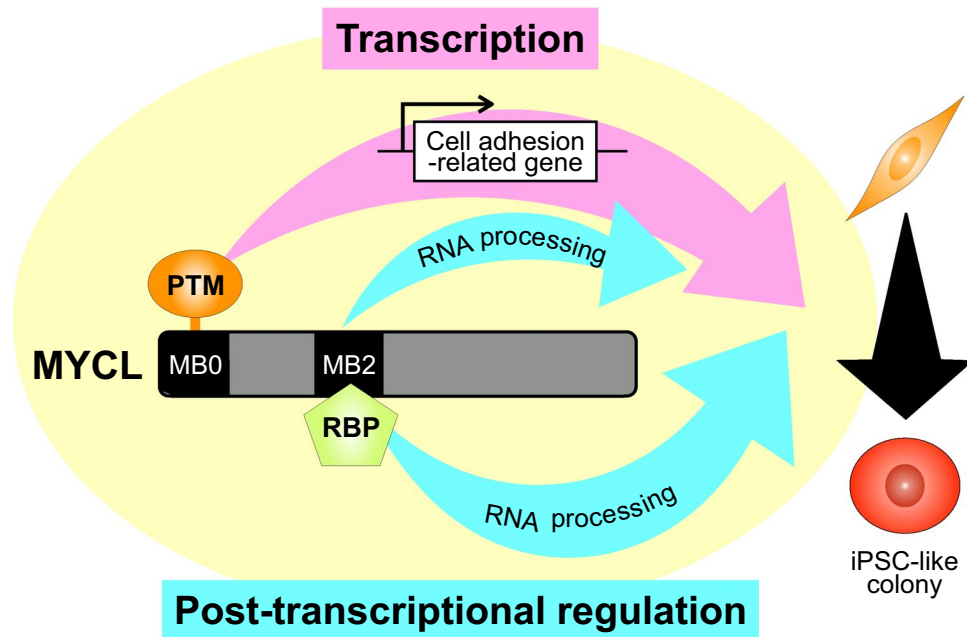 Transcription
Cell adhesion
-related gene
RNA processing
PTM
MYCL
MB0
MB2
RBP
RNA processing
iPSC-like
colony
Post-transcriptional regulation